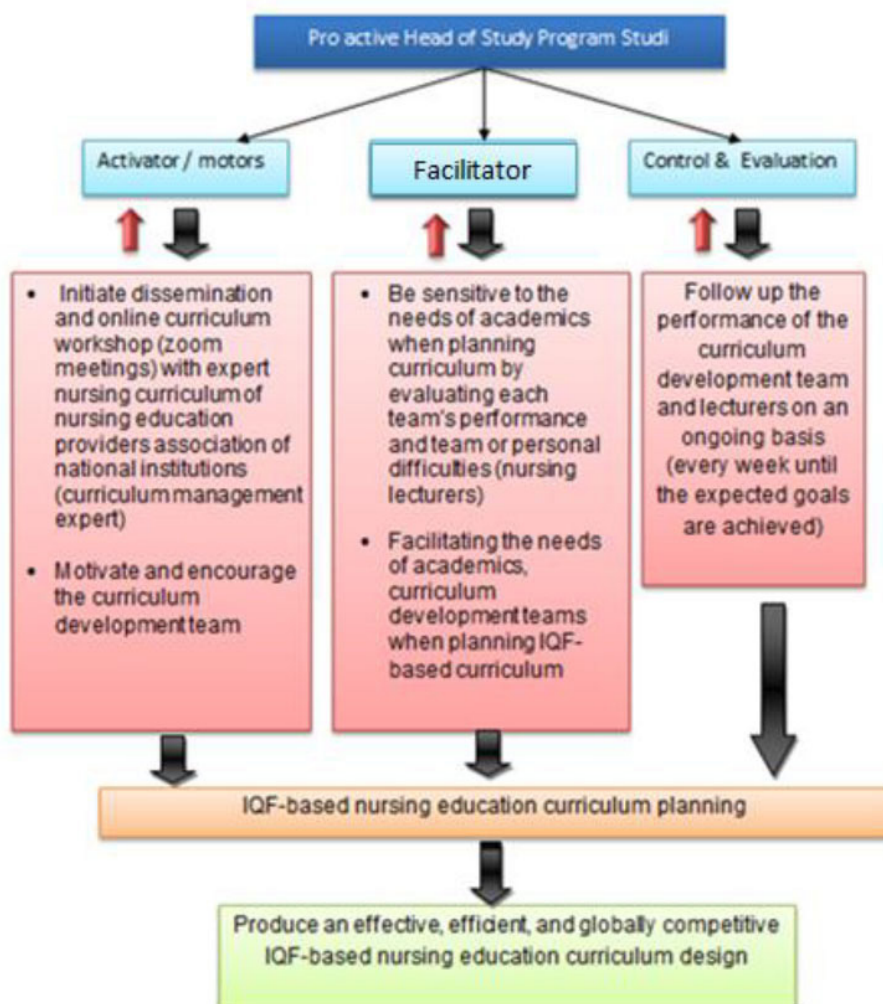 Pro active Head of Study Program Studi
Activator / motors
Facilitator
Control & Evaluation
• Initiate dissemination
and online curriculum
workshop (zoom
meetings) with expert
nursing curriculum of
nursing education
providers association of
national institutions
(curriculum management
expert)
• Motivate and encourage
the curriculum
development team
• Be sensitive to the
needs of academics
when planning
curriculum by
evaluating each
team's performance
and team or personal
difficulties (nursing
lecturers)
• Facilitating the needs
of academics,
curriculum
development teams
when planning IQF-
based curriculum
Follow up the
performance of the
curriculum
development team
and lecturers on an
ongoing basis
(every week until
the expected goals
are achieved)
IQF-based nursing education curriculum planning
Produce an effective, efficient, and globally competitive
IQF-based nursing education curriculum design